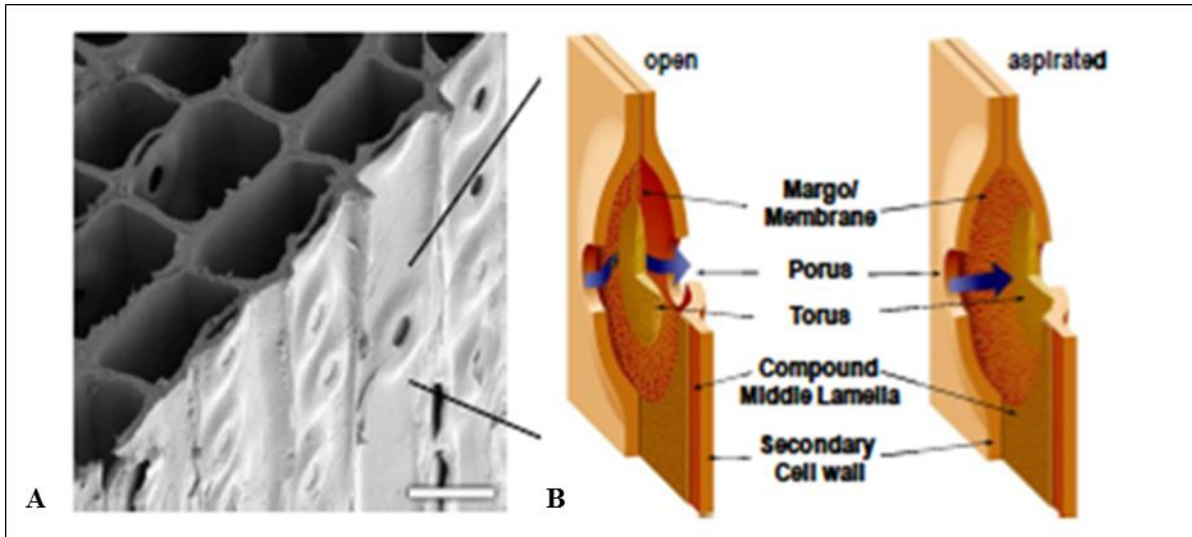 open
aspirated
Margo/
Membrane
Porus
Torus
Compound
Middle Lamella
Secondary
Cell wall
A
B